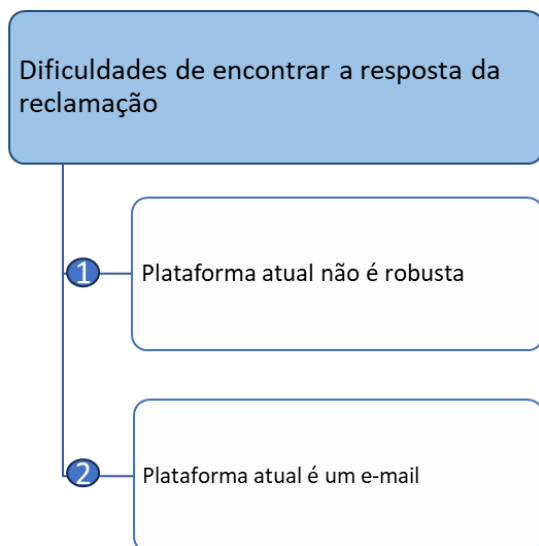 Dificuldades de encontrar a resposta da
reclamação
1
Plataforma atual não é robusta
2
Plataforma atual é um e-mail